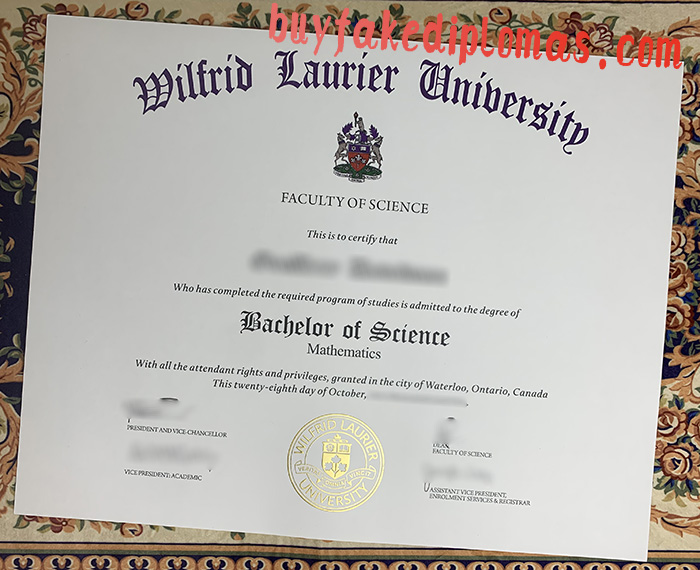 buyfakediplomas.com
Wilfrid Laurier University
FACULTY OF SCIENCE
This is to certify that
Who has completed the required program of studies is admitted to the degree of
Bachelor of Science
Mathematics
With all the attendant rights and privileges, granted in the city of Waterloo, Ontario, Canada
This twenty-eighth day of October,
PRESIDENT AND VICE-CHANCELLOR
VICE PRESIDENT: ACADEMIC
WILFRID LAURIER
UNIVERSITY
DEAN
FACULTY OF SCIENCE
ASSISTANT VICE PRESIDENT,
ENROLMENT SERVICES & REGISTRAR